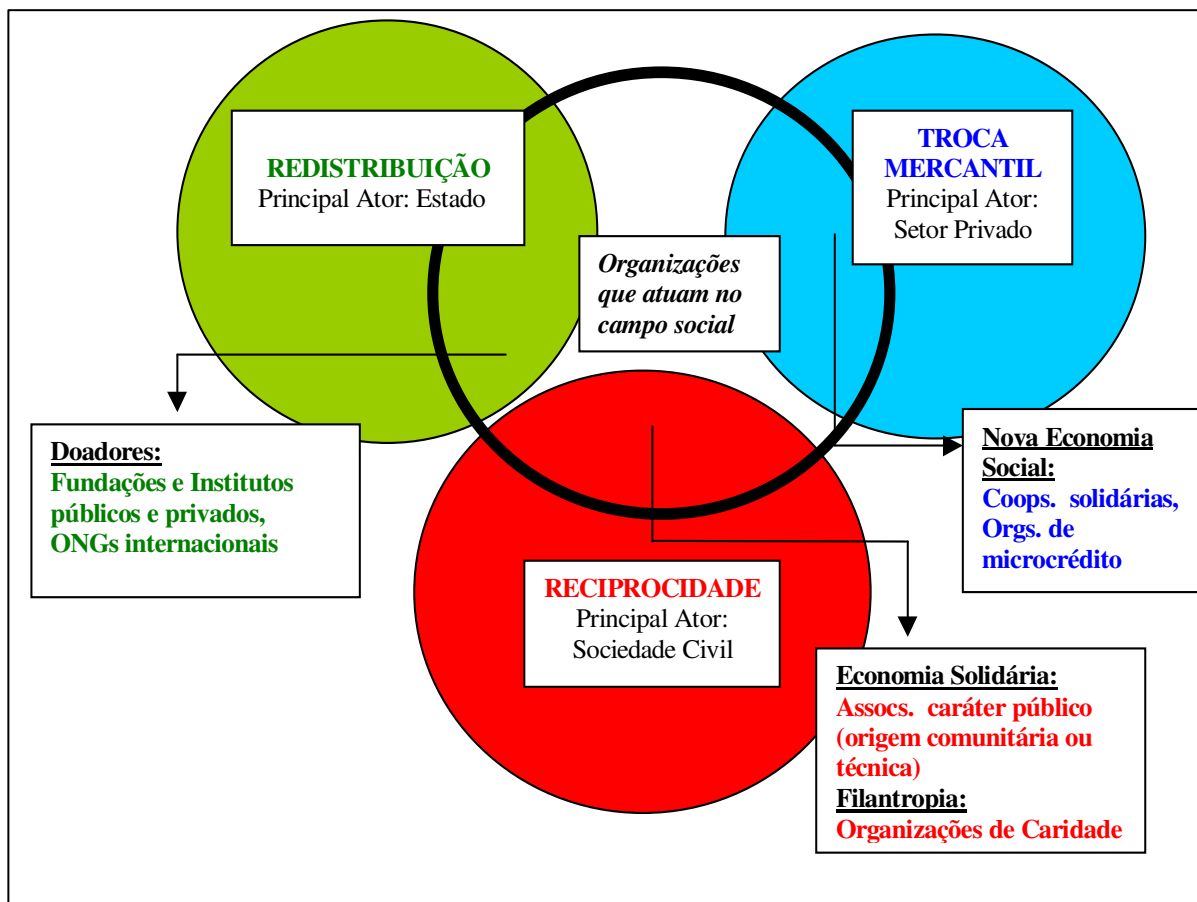 REDISTRIBUIÇÃO
Principal Ator: Estado
TROCA
MERCANTIL
Principal Ator:
Setor Privado
Organizações
que atuam no
campo social
Doadores:
Fundações e Institutos
públicos e privados,
ONGs internacionais
Nova Economia
Social:
Coops. solidárias,
Orgs. de
microcrédito
RECIPROCIDADE
Principal Ator:
Sociedade Civil
Economia Solidária:
Assocs. caráter público
(origem comunitária ou
técnica)
Filantropia:
Organizações de Caridade